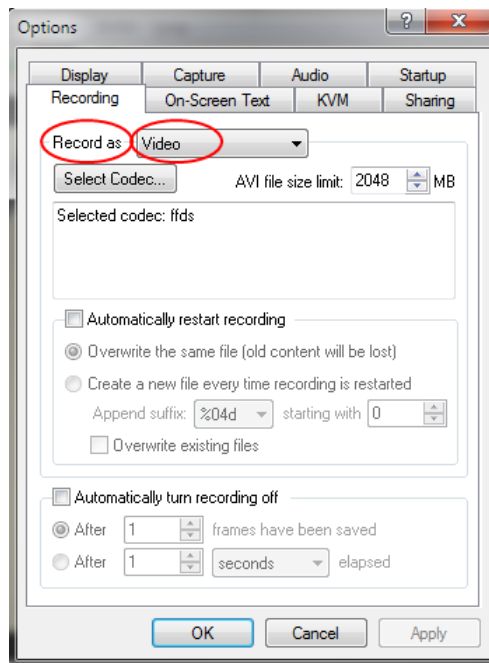 Options
Display Capture Audio Startup
Recording On-Screen Text KVM Sharing
Record as Video
Select Codec... AVI file size limit: 2048 MB
Selected codec: ffds
Automatically restart recording
Overwrite the same file (old content will be lost)
Create a new file every time recording is restarted
Append suffix: %04d starting with 0
Overwrite existing files
Automatically turn recording off
After 1 frames have been saved
After 1 seconds elapsed
OK Cancel Apply